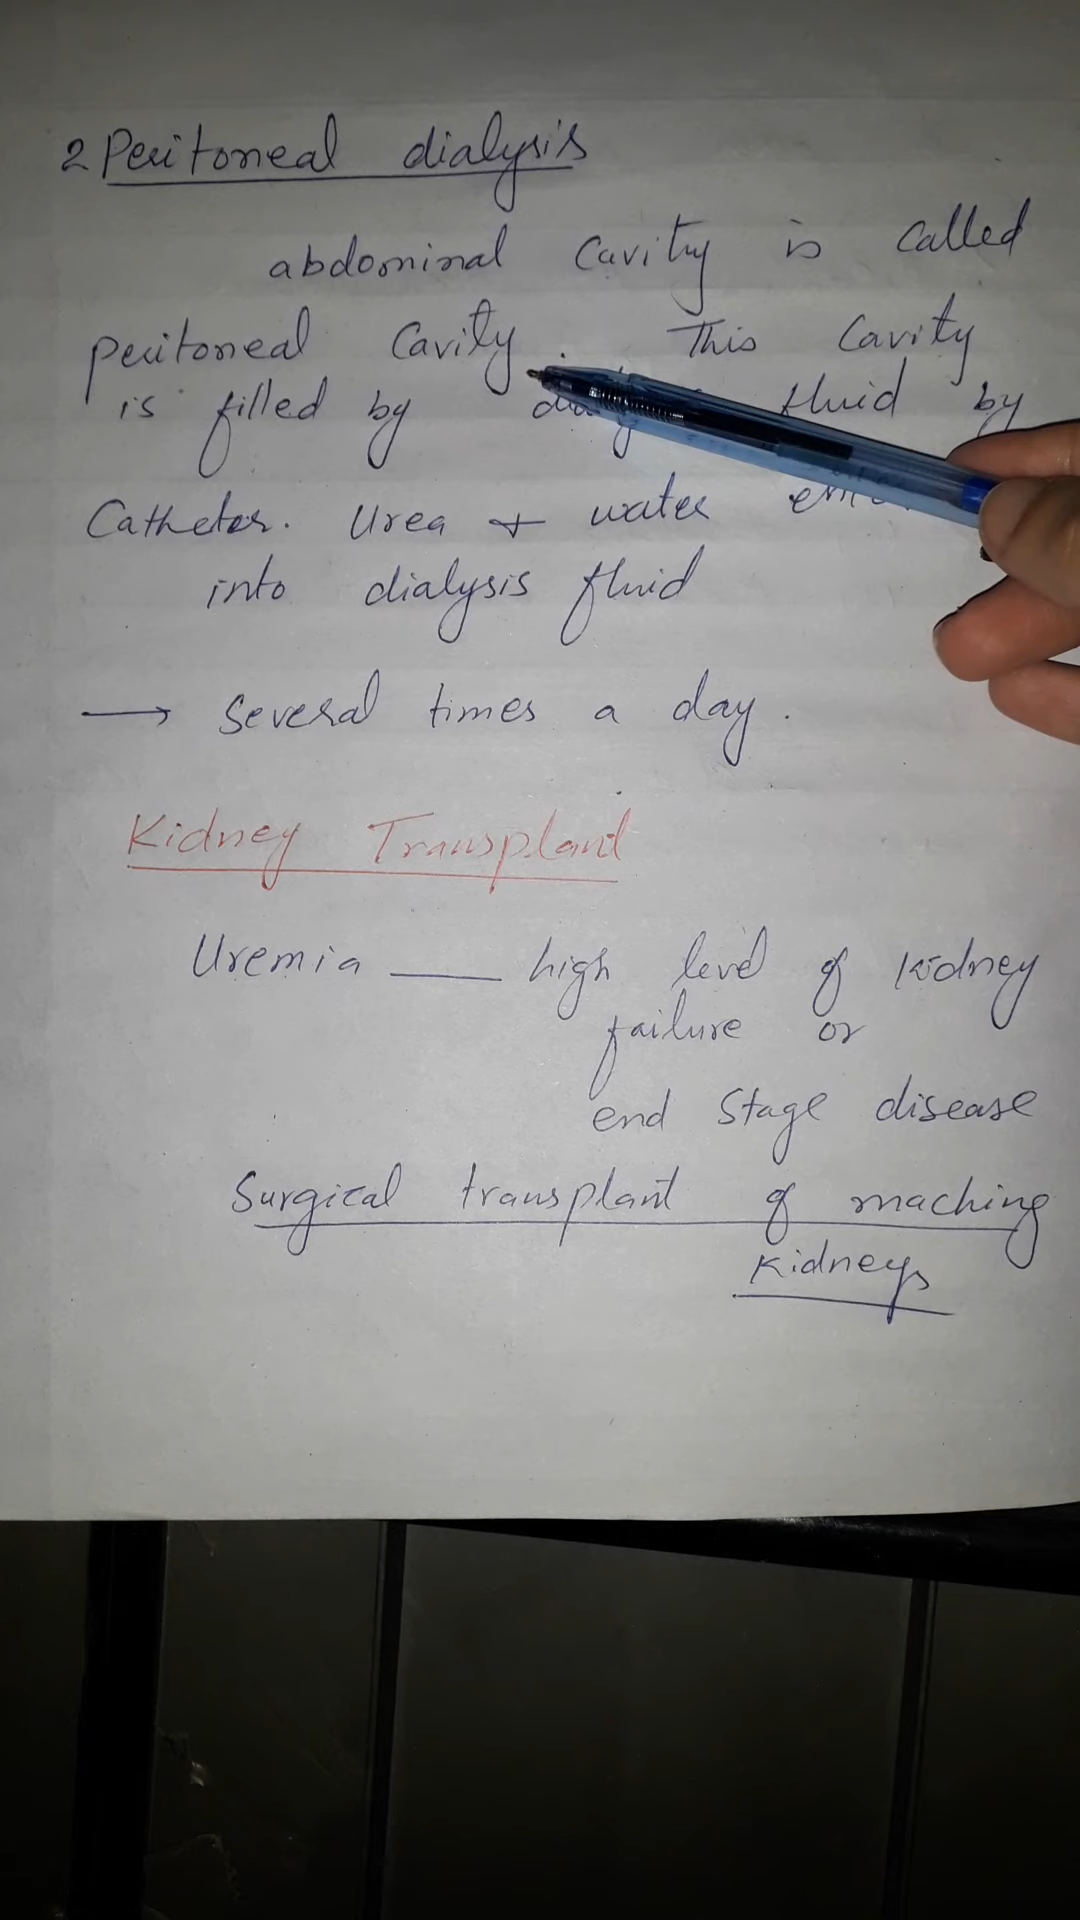 2 Peritoneal dialysis
abdominal Cavity is called
peritoneal Cavity. This Cavity
is filled by fluid by
Catheter. Urea + water
into dialysis fluid
→ Several times a day.
Kidney Transplant
Uremia — high level of kidney
failure or
end Stage disease
Surgical transplant of maching
Kidneys